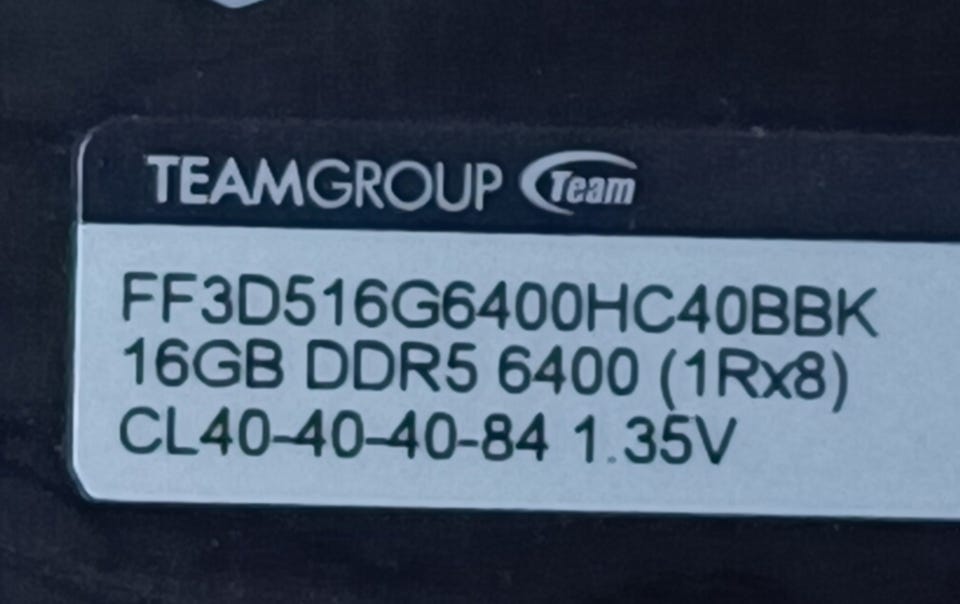 TEAMGROUP Team
FF3D516G6400HC40BBK
16GB DDR5 6400 (1Rx8)
CL40-40-40-84 1.35V